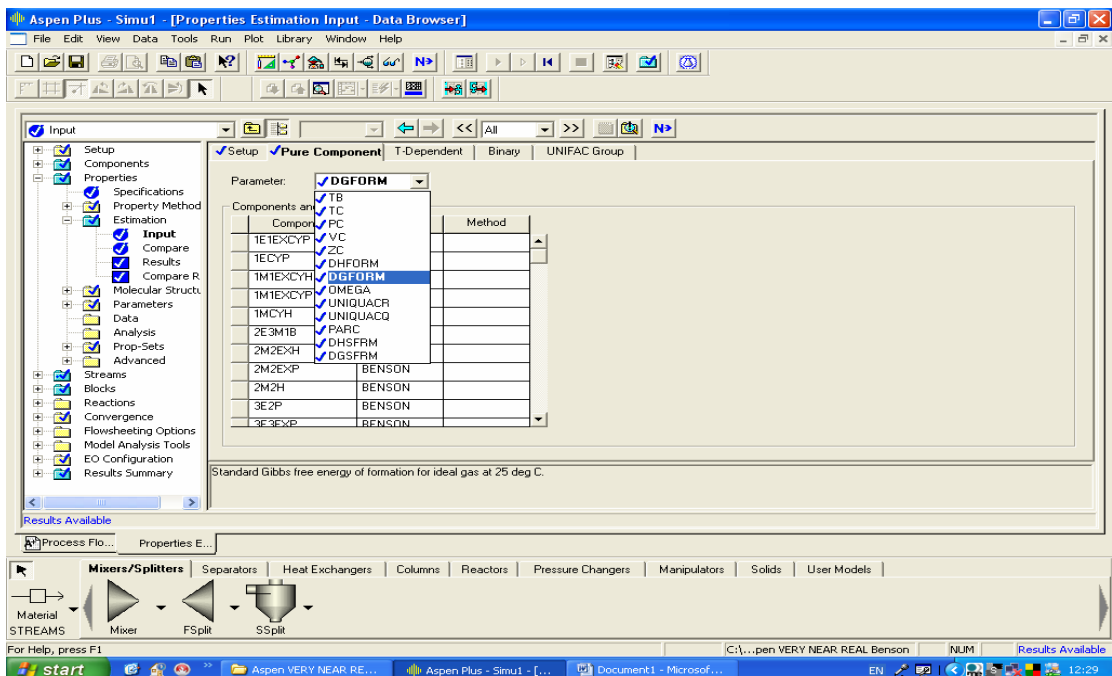 Aspen Plus - Simu1 - [Properties Estimation Input - Data Browser]
File Edit View Data Tools Run Plot Library Window Help
N>
Input
All
<<
>>
N>
Setup
Components
Properties
Specifications
Property Method
Estimation
Input
Compare
Results
Compare R
Molecular Structu
Parameters
Data
Analysis
Prop-Sets
Advanced
Streams
Blocks
Reactions
Convergence
Flowsheeting Options
Model Analysis Tools
EO Configuration
Results Summary
Setup Pure Component T-Dependent Binary UNIFAC Group
Parameter: DGFORM
TB
TC
PC
VC
ZC
DHFORM
DGFORM
OMEGA
UNIQUACR
UNIQUACQ
PARC
DHSFRM
DGSFRM
Components an
Compon Method
1E1EXCYP
1ECYP
1M1EXCYH
1M1EXCYP
1MCYH
2E3M1B
2M2EXH
2M2EXP BENSON
2M2H BENSON
3E2P BENSON
3E3EXP BENSON
Standard Gibbs free energy of formation for ideal gas at 25 deg C.
Results Available
Process Flo... Properties E...
Mixers/Splitters Separators Heat Exchangers Columns Reactors Pressure Changers Manipulators Solids User Models
Material
STREAMS Mixer FSplit SSplit
For Help, press F1 C:\...pen VERY NEAR REAL Benson NUM Results Available
start Aspen VERY NEAR RE... Aspen Plus - Simu1 - [... Document1 - Microsof... EN 12:29